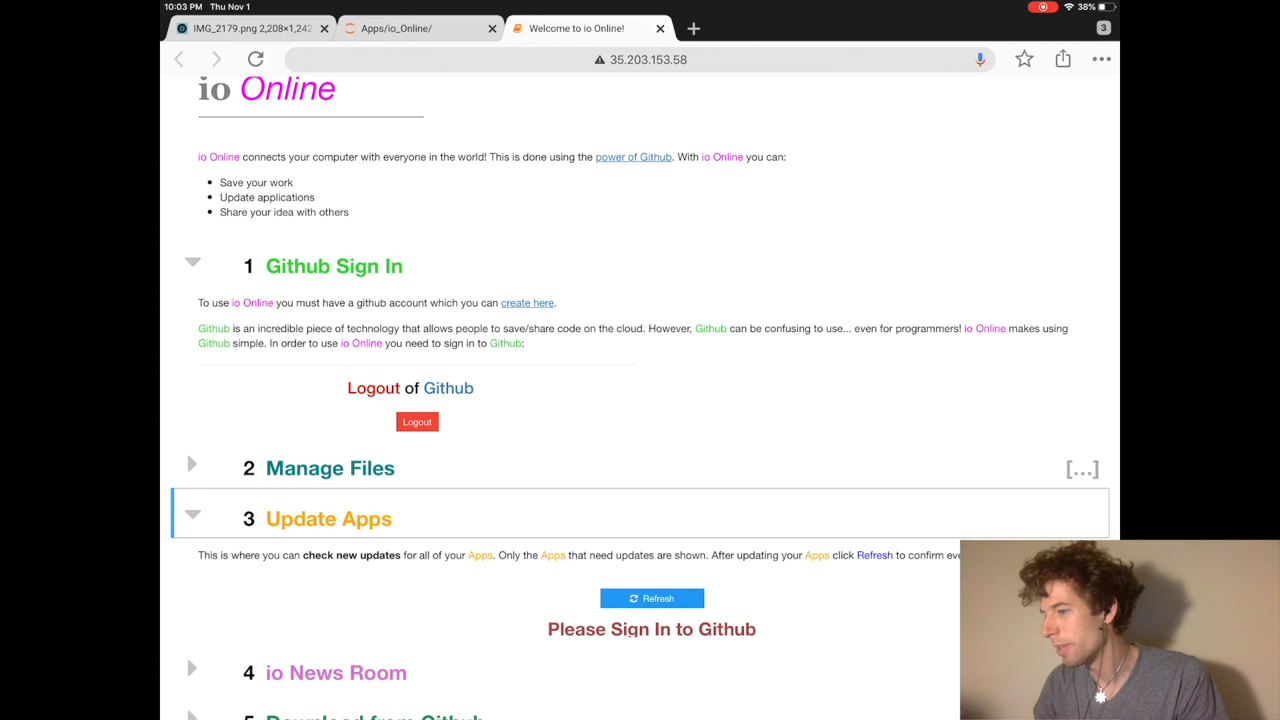 10:03 PM Thu Nov 1
38%
IMG_2179.png 2,208×1,242
Apps/io_Online/
Welcome to io Online!
3
35.203.153.58
io Online
io Online connects your computer with everyone in the world! This is done using the power of Github. With io Online you can:
• Save your work
• Update applications
• Share your idea with others
1 Github Sign In
To use io Online you must have a github account which you can create here.
Github is an incredible piece of technology that allows people to save/share code on the cloud. However, Github can be confusing to use... even for programmers! io Online makes using
Github simple. In order to use io Online you need to sign in to Github:
Logout of Github
Logout
2 Manage Files
[...]
3 Update Apps
This is where you can check new updates for all of your Apps. Only the Apps that need updates are shown. After updating your Apps click Refresh to confirm
Refresh
Please Sign In to Github
4 io News Room
5 Download from Github